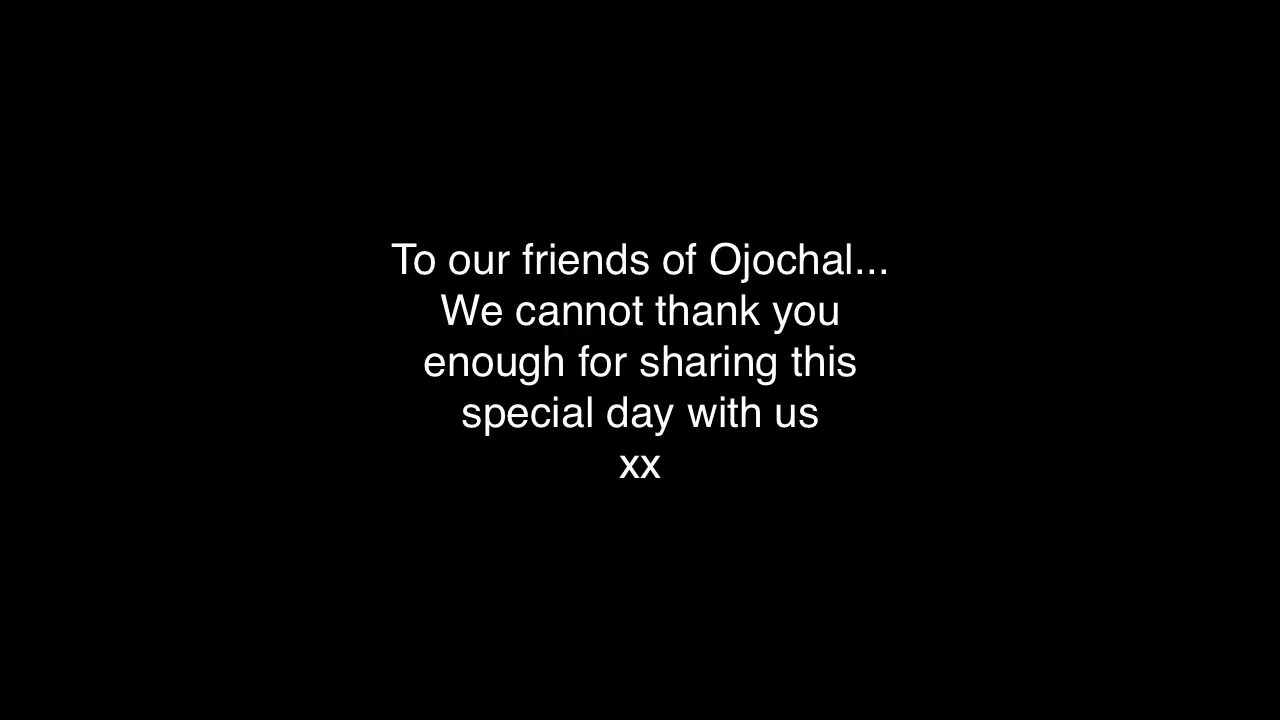 To our friends of Ojochal...
We cannot thank you
enough for sharing this
special day with us
xx